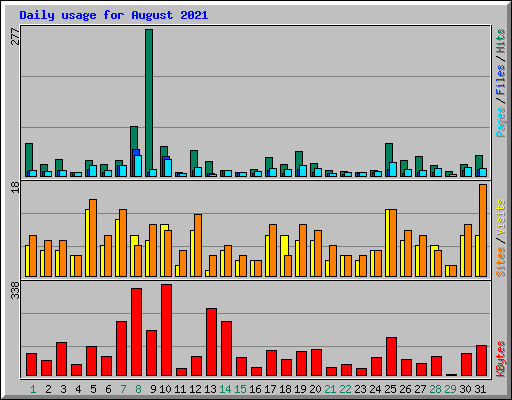 Daily usage for August 2021
277
Pages / Files / Hits
18
Sites / Visits
338
KBytes
1 2 3 4 5 6 7 8 9 10 11 12 13 14 15 16 17 18 19 20 21 22 23 24 25 26 27 28 29 30 31